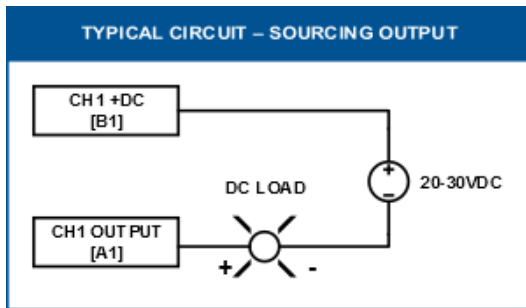 TYPICAL CIRCUIT – SOURCING OUTPUT
CH1 +DC
[B1]
+
–
20-30VDC
DC LOAD
CH1 OUTPUT
[A1]
+
-